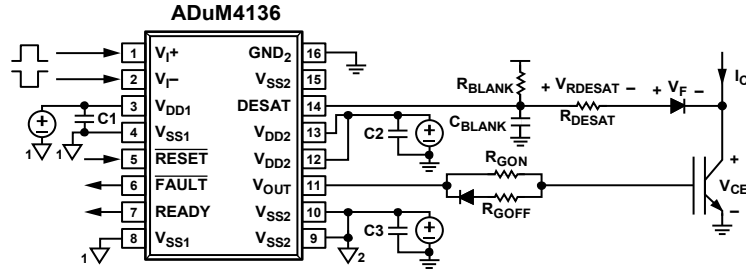 ADuM4136
1 VI+ GND2 16
2 VI− VSS2 15
3 VDD1 DESAT 14
4 VSS1 VDD2 13
5 RESET VDD2 12
6 FAULT VOUT 11
7 READY VSS2 10
8 VSS1 VSS2 9
C1
1
1
1
RBLANK
CBLANK
+ VRDESAT −
RDESAT
+ VF −
IC
C2
RGON
RGOFF
+
VCE
−
C3
2